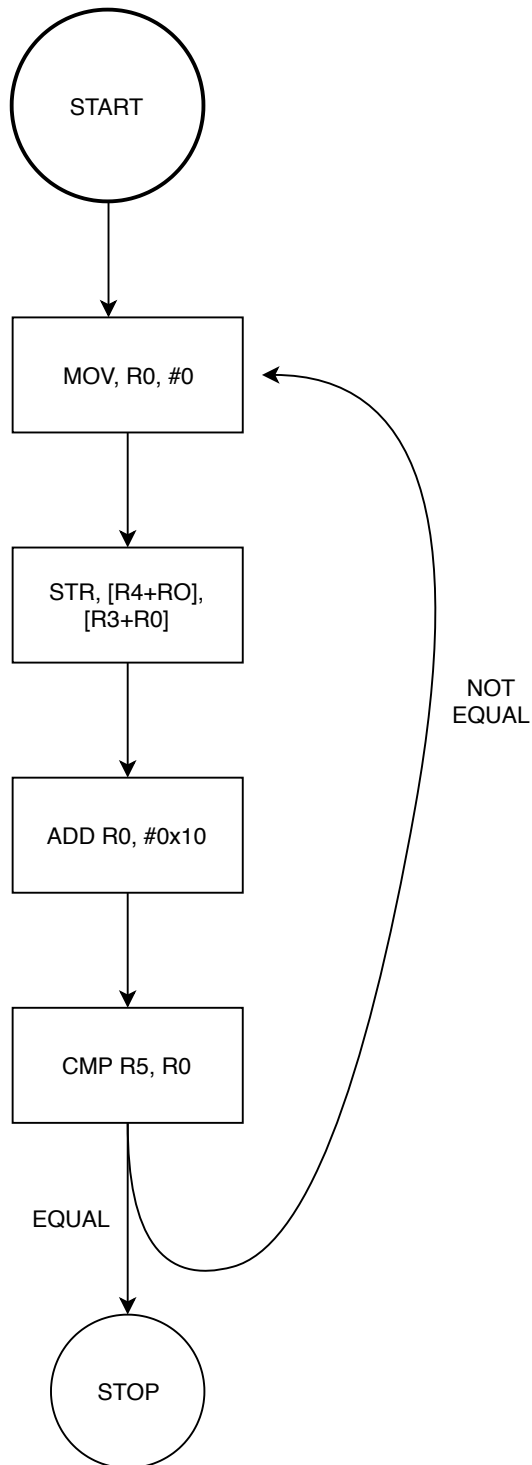 START
MOV, R0, #0
STR, [R4+RO],
[R3+R0]
NOT
EQUAL
ADD R0, #0x10
CMP R5, R0
EQUAL
STOP